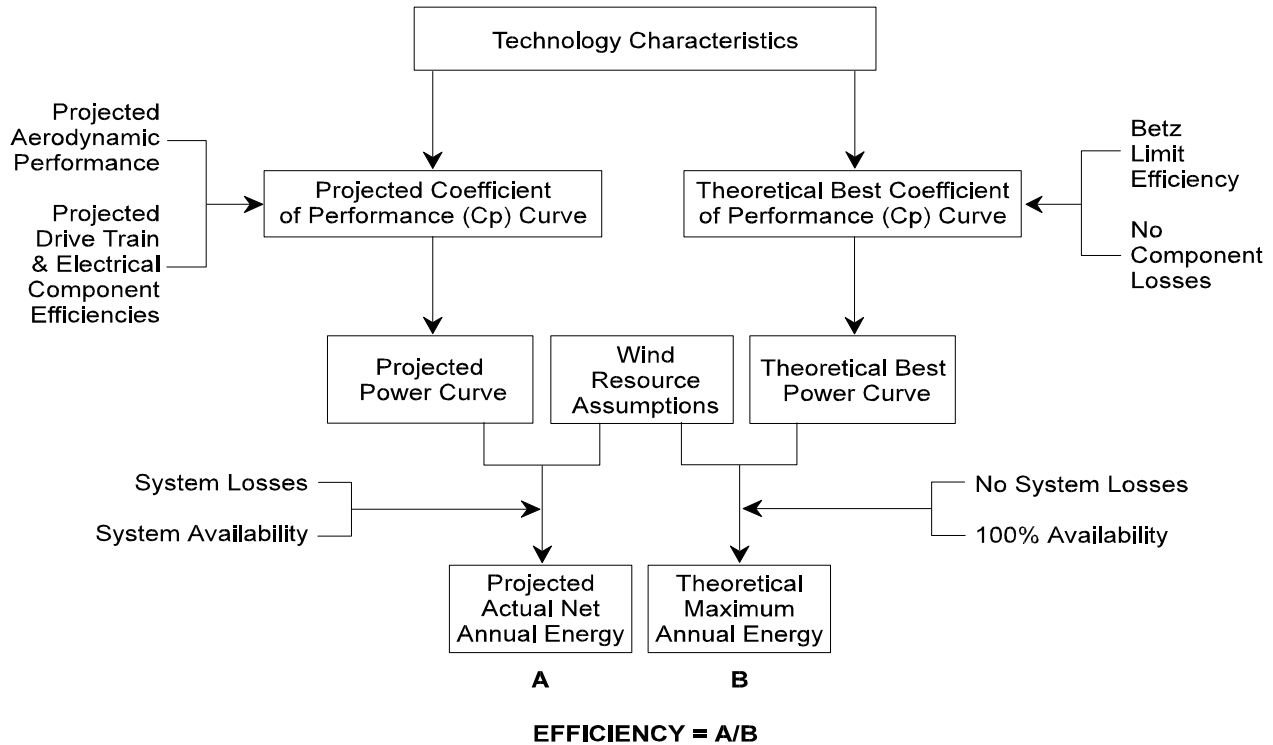 Technology Characteristics
Projected
Aerodynamic
Performance
Projected
Drive Train
& Electrical
Component
Efficiencies
Projected Coefficient
of Performance (Cp) Curve
Theoretical Best Coefficient
of Performance (Cp) Curve
Betz
Limit
Efficiency
No
Component
Losses
Projected
Power Curve
Wind
Resource
Assumptions
Theoretical Best
Power Curve
System Losses
System Availability
No System Losses
100% Availability
Projected
Actual Net
Annual Energy
Theoretical
Maximum
Annual Energy
A
B
EFFICIENCY = A/B